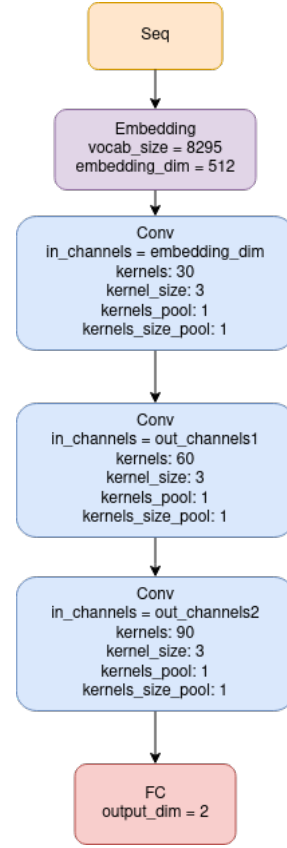 Seq
Embedding
vocab_size = 8295
embedding_dim = 512
Conv
in_channels = embedding_dim
kernels: 30
kernel_size: 3
kernels_pool: 1
kernels_size_pool: 1
Conv
in_channels = out_channels1
kernels: 60
kernel_size: 3
kernels_pool: 1
kernels_size_pool: 1
Conv
in_channels = out_channels2
kernels: 90
kernel_size: 3
kernels_pool: 1
kernels_size_pool: 1
FC
output_dim = 2